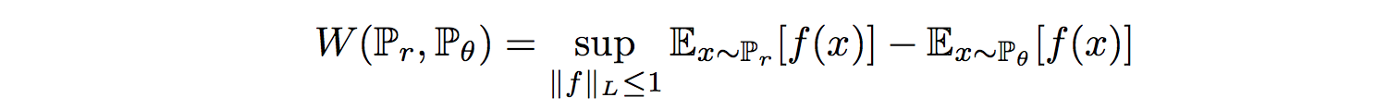 W(ℙ_r, ℙ_θ) = sup_{‖f‖_L ≤ 1} 𝔼_{x∼ℙ_r}[f(x)] − 𝔼_{x∼ℙ_θ}[f(x)]